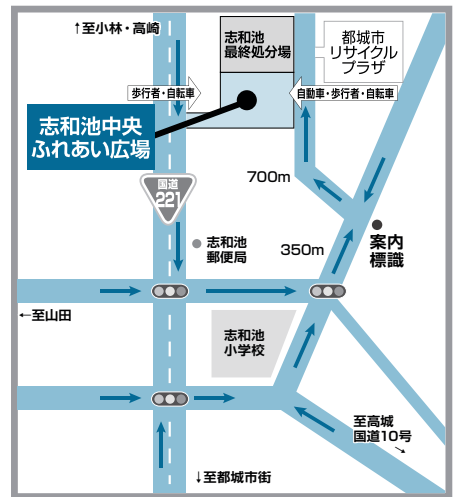 ↑至小林・高崎
志和池
最終処分場
都城市
リサイクル
プラザ
歩行者・自転車
自動車・歩行者・自転車
志和池中央
ふれあい広場
700m
国道
221
志和池
郵便局
350m
案内
標識
←至山田
志和池
小学校
至高城
国道10号
↓至都城市街